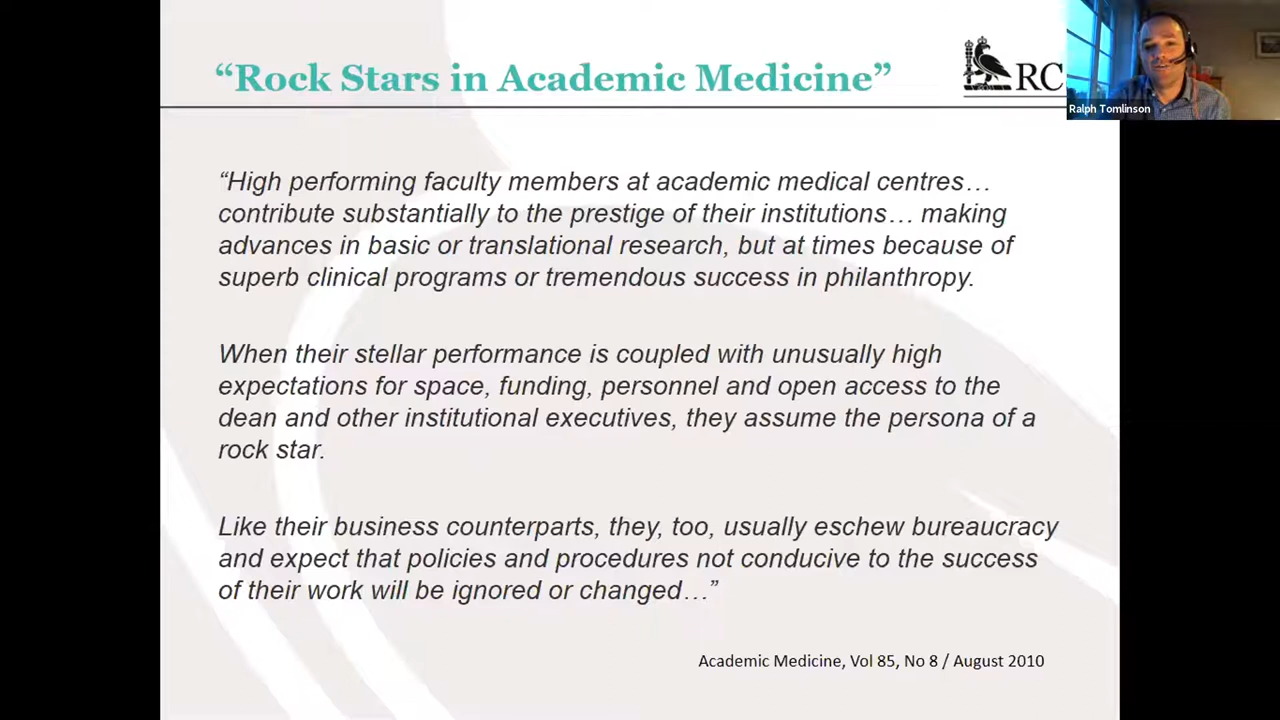 “Rock Stars in Academic Medicine”
RC
Ralph Tomlinson
“High performing faculty members at academic medical centres…
contribute substantially to the prestige of their institutions… making
advances in basic or translational research, but at times because of
superb clinical programs or tremendous success in philanthropy.
When their stellar performance is coupled with unusually high
expectations for space, funding, personnel and open access to the
dean and other institutional executives, they assume the persona of a
rock star.
Like their business counterparts, they, too, usually eschew bureaucracy
and expect that policies and procedures not conducive to the success
of their work will be ignored or changed…”
Academic Medicine, Vol 85, No 8 / August 2010